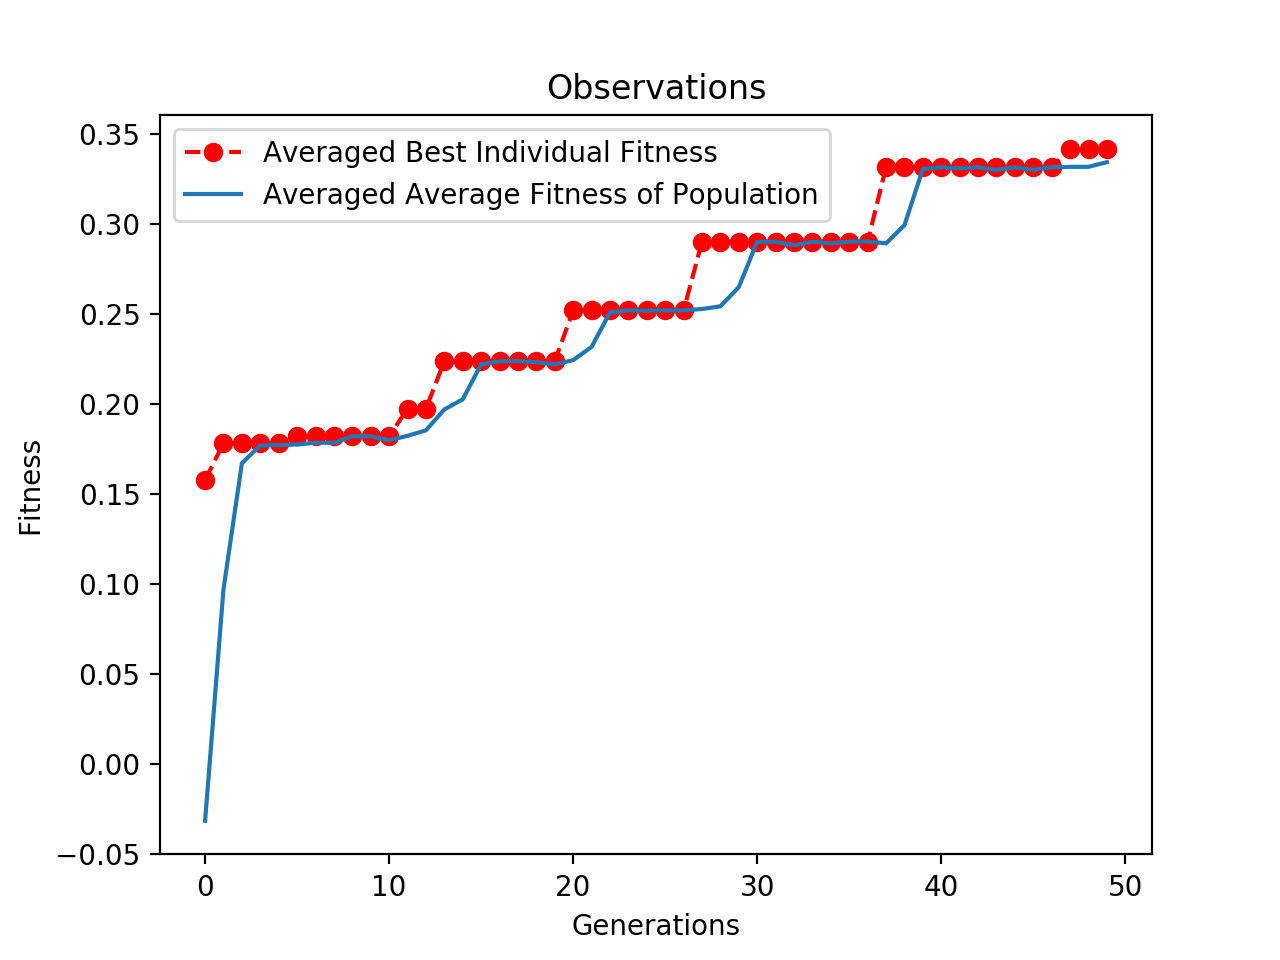 Observations
Averaged Best Individual Fitness
Averaged Average Fitness of Population
0.35
0.30
0.25
0.20
0.15
0.10
0.05
0.00
−0.05
Fitness
0 10 20 30 40 50
Generations